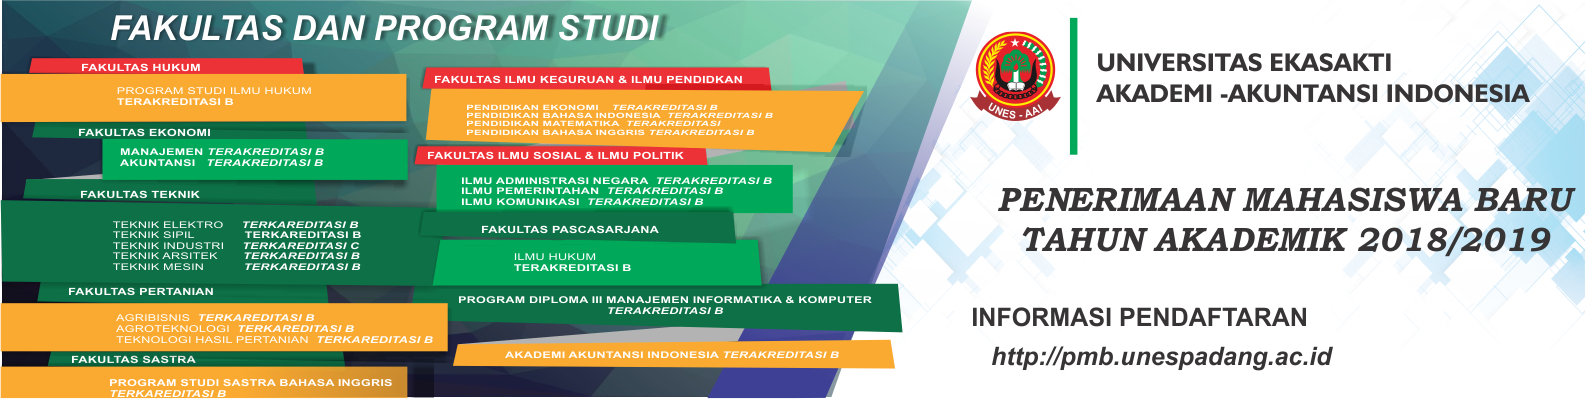 FAKULTAS DAN PROGRAM STUDI
FAKULTAS HUKUM
PROGRAM STUDI ILMU HUKUM
TERAKREDITASI B
FAKULTAS EKONOMI
MANAJEMEN TERAKREDITASI B
AKUNTANSI TERAKREDITASI B
FAKULTAS TEKNIK
TEKNIK ELEKTRO TERKAREDITASI B
TEKNIK SIPIL TERKAREDITASI B
TEKNIK INDUSTRI TERKAREDITASI C
TEKNIK ARSITEK TERKAREDITASI B
TEKNIK MESIN TERKAREDITASI B
FAKULTAS PERTANIAN
AGRIBISNIS TERKAREDITASI B
AGROTEKNOLOGI TERKAREDITASI B
TEKNOLOGI HASIL PERTANIAN TERKAREDITASI B
FAKULTAS SASTRA
PROGRAM STUDI SASTRA BAHASA INGGRIS
TERKAREDITASI B
FAKULTAS ILMU KEGURUAN & ILMU PENDIDKAN
PENDIDIKAN EKONOMI TERAKREDITASI B
PENDIDIKAN BAHASA INDONESIA TERAKREDITASI B
PENDIDIKAN MATEMATIKA TERAKREDITASI
PENDIDIKAN BAHASA INGGRIS TERAKREDITASI B
FAKULTAS ILMU SOSIAL & ILMU POLITIK
ILMU ADMINISTRASI NEGARA TERAKREDITASI B
ILMU PEMERINTAHAN TERAKREDITASI B
ILMU KOMUNIKASI TERAKREDITASI B
FAKULTAS PASCASARJANA
ILMU HUKUM
TERAKREDITASI B
PROGRAM DIPLOMA III MANAJEMEN INFORMATIKA & KOMPUTER
TERAKREDITASI B
AKADEMI AKUNTANSI INDONESIA TERAKREDITASI B
UNES - AAI
UNIVERSITAS EKASAKTI
AKADEMI -AKUNTANSI INDONESIA
PENERIMAAN MAHASISWA BARU
TAHUN AKADEMIK 2018/2019
INFORMASI PENDAFTARAN
http://pmb.unespadang.ac.id